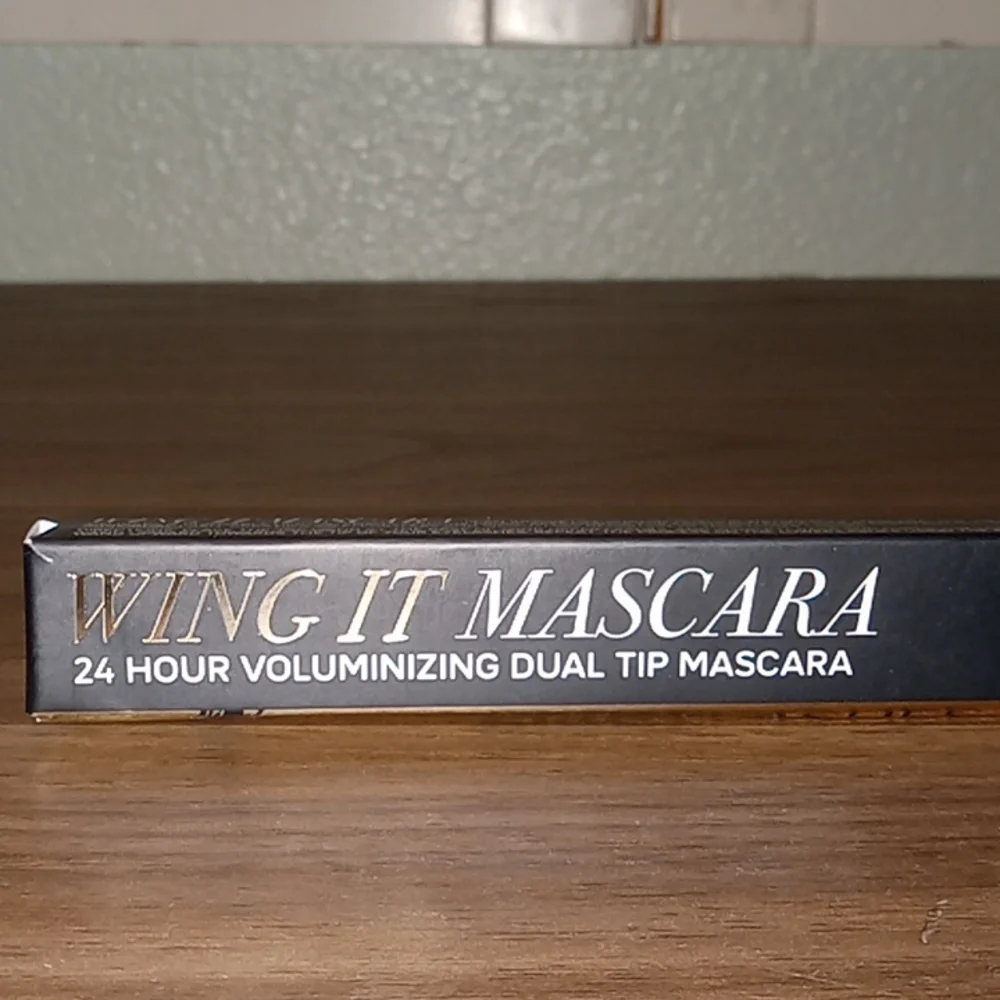 WING IT MASCARA
24 HOUR VOLUMINIZING DUAL TIP MASCARA